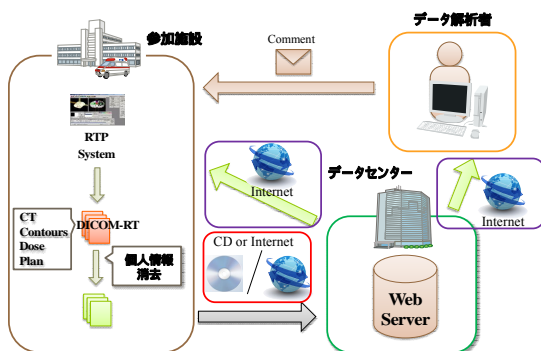 参加施設
データ解析者
Comment
RTP
System
Internet
データセンター
Internet
CT
Contours
Dose
Plan
DICOM-RT
個人情報
消去
CD or Internet
Web
Server